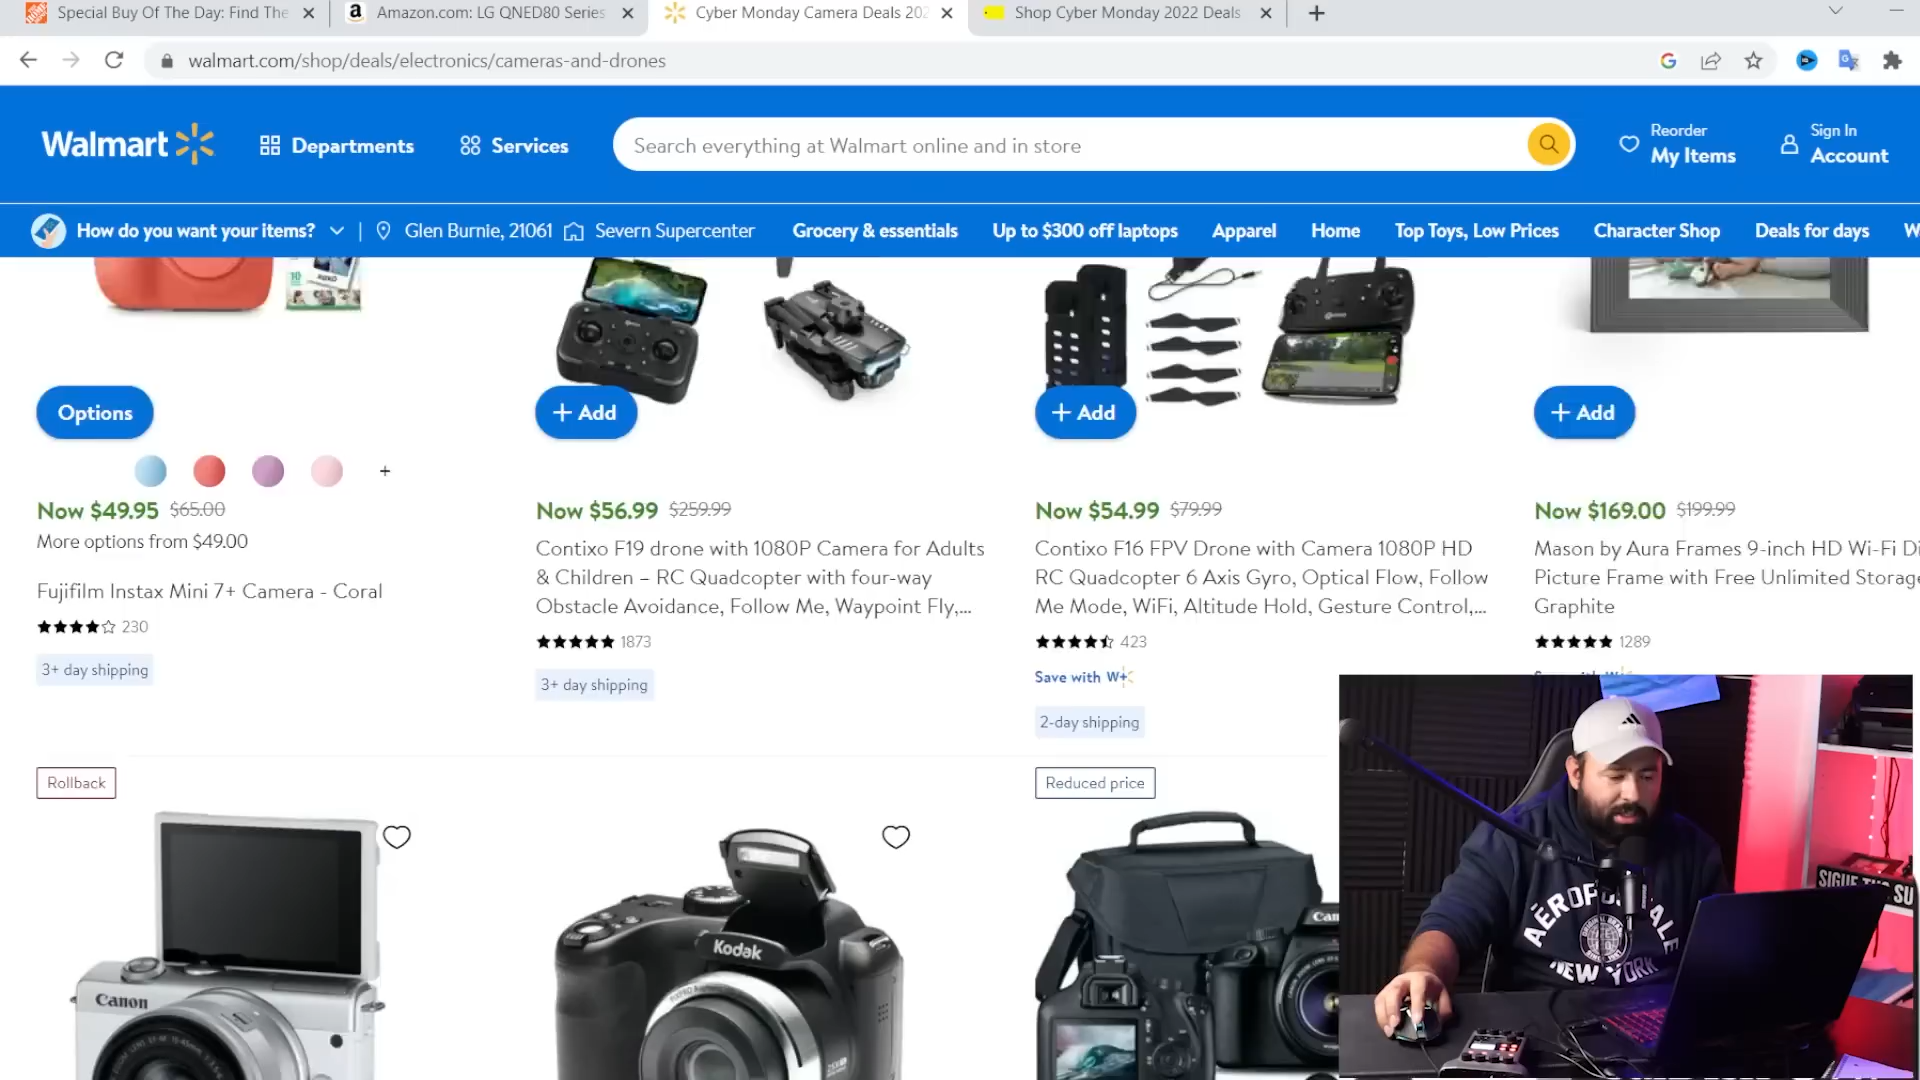 Special Buy Of The Day: Find The
Amazon.com: LG QNED80 Series
Cyber Monday Camera Deals 202
Shop Cyber Monday 2022 Deals
walmart.com/shop/deals/electronics/cameras-and-drones
Walmart
Departments
Services
Search everything at Walmart online and in store
Reorder
My Items
Sign In
Account
How do you want your items?
Glen Burnie, 21061
Severn Supercenter
Grocery & essentials
Up to $300 off laptops
Apparel
Home
Top Toys, Low Prices
Character Shop
Deals for days
W
Options
+ Add
+ Add
+ Add
+
Now $49.95 $65.00
More options from $49.00
Fujifilm Instax Mini 7+ Camera - Coral
230
3+ day shipping
Now $56.99 $259.99
Contixo F19 drone with 1080P Camera for Adults
& Children – RC Quadcopter with four-way
Obstacle Avoidance, Follow Me, Waypoint Fly,...
1873
3+ day shipping
Now $54.99 $79.99
Contixo F16 FPV Drone with Camera 1080P HD
RC Quadcopter 6 Axis Gyro, Optical Flow, Follow
Me Mode, WiFi, Altitude Hold, Gesture Control,...
423
Save with W+
2-day shipping
Now $169.00 $199.99
Mason by Aura Frames 9-inch HD Wi-Fi Di
Picture Frame with Free Unlimited Storage
Graphite
1289
Rollback
Reduced price
Canon
Kodak
Can
AÉROPOSTALE
NEW YORK
SIGUE TUS SU